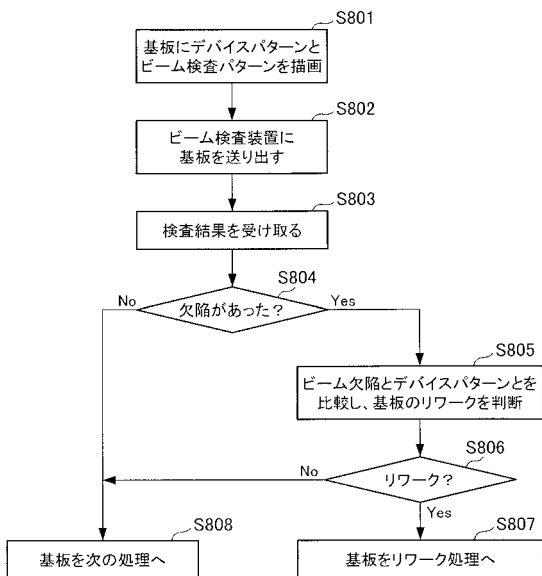 S801
基板にデバイスパターンと
ビーム検査パターンを描画
S802
ビーム検査装置に
基板を送り出す
S803
検査結果を受け取る
S804
No
欠陥があった？
Yes
S805
ビーム欠陥とデバイスパターンとを
比較し、基板のリワークを判断
S806
No
リワーク？
Yes
S808
基板を次の処理へ
S807
基板をリワーク処理へ